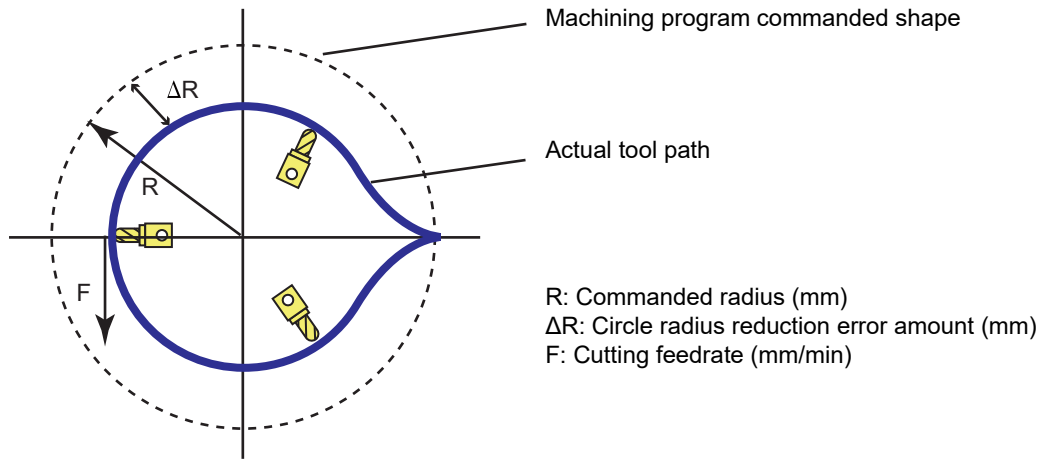 Machining program commanded shape
ΔR
Actual tool path
R
F
R: Commanded radius (mm)
ΔR: Circle radius reduction error amount (mm)
F: Cutting feedrate (mm/min)